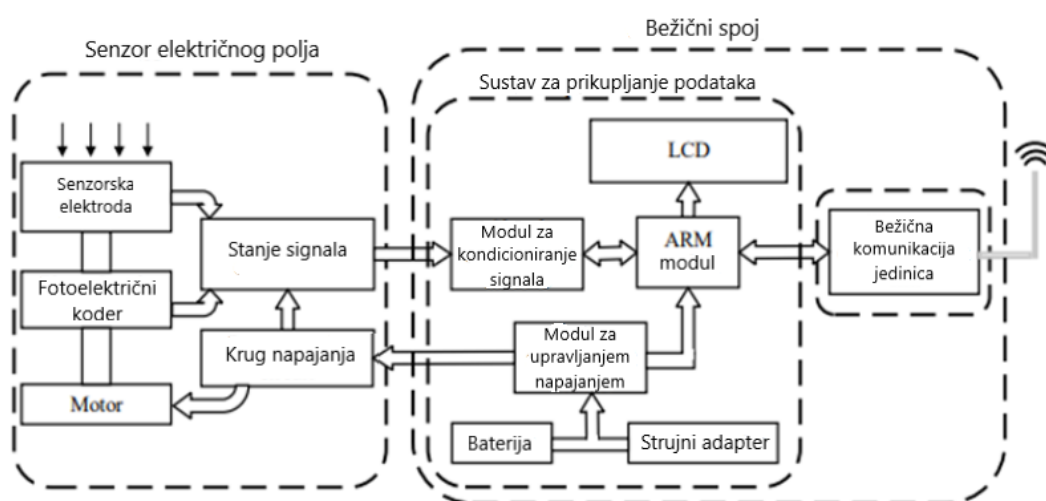 Bežični spoj
Senzor električnog polja
Sustav za prikupljanje podataka
LCD
Senzorska
elektroda
Stanje signala
Modul za
kondicioniranje
signala
ARM
modul
Bežična
komunikacija
jedinica
Fotoelektrični
koder
Krug napajanja
Modul za
upravljanjem
napajanjem
Motor
Baterija
Strujni adapter